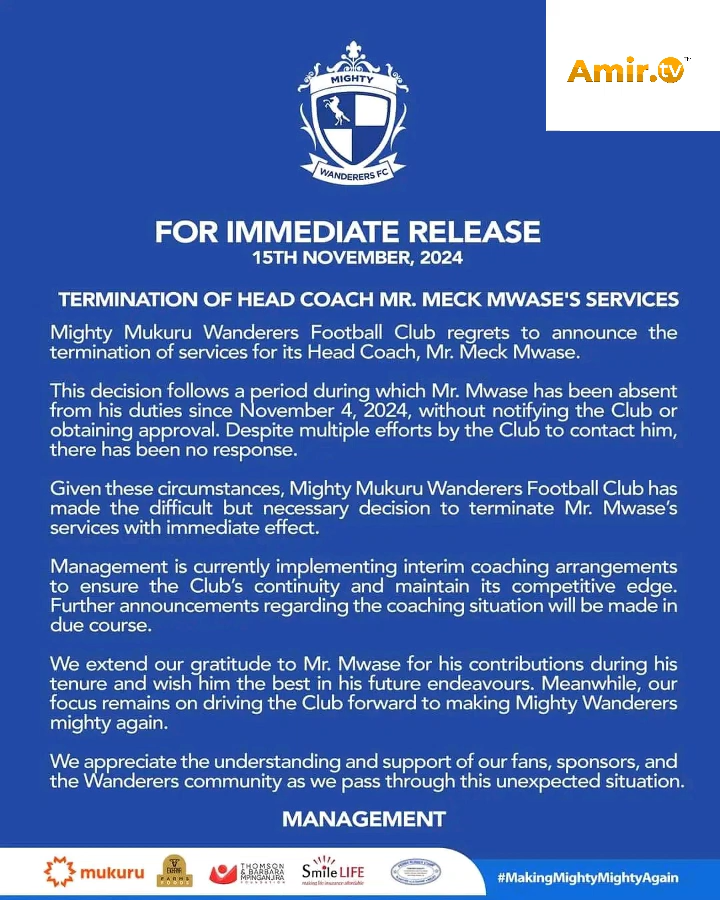 Amir.tv
MIGHTY
WANDERERS FC
FOR IMMEDIATE RELEASE
15TH NOVEMBER, 2024
TERMINATION OF HEAD COACH MR. MECK MWASE'S SERVICES
Mighty Mukuru Wanderers Football Club regrets to announce the
termination of services for its Head Coach, Mr. Meck Mwase.
This decision follows a period during which Mr. Mwase has been absent
from his duties since November 4, 2024, without notifying the Club or
obtaining approval. Despite multiple efforts by the Club to contact him,
there has been no response.
Given these circumstances, Mighty Mukuru Wanderers Football Club has
made the difficult but necessary decision to terminate Mr. Mwase’s
services with immediate effect.
Management is currently implementing interim coaching arrangements
to ensure the Club’s continuity and maintain its competitive edge.
Further announcements regarding the coaching situation will be made in
due course.
We extend our gratitude to Mr. Mwase for his contributions during his
tenure and wish him the best in his future endeavours. Meanwhile, our
focus remains on driving the Club forward to making Mighty Wanderers
mighty again.
We appreciate the understanding and support of our fans, sponsors, and
the Wanderers community as we pass through this unexpected situation.
MANAGEMENT
mukuru
FARMS
FOODS
THOMSON
& BARBARA
MPINGANJIRA
FOUNDATION
Smile LIFE
making life insurance affordable
#MakingMightyMightyAgain